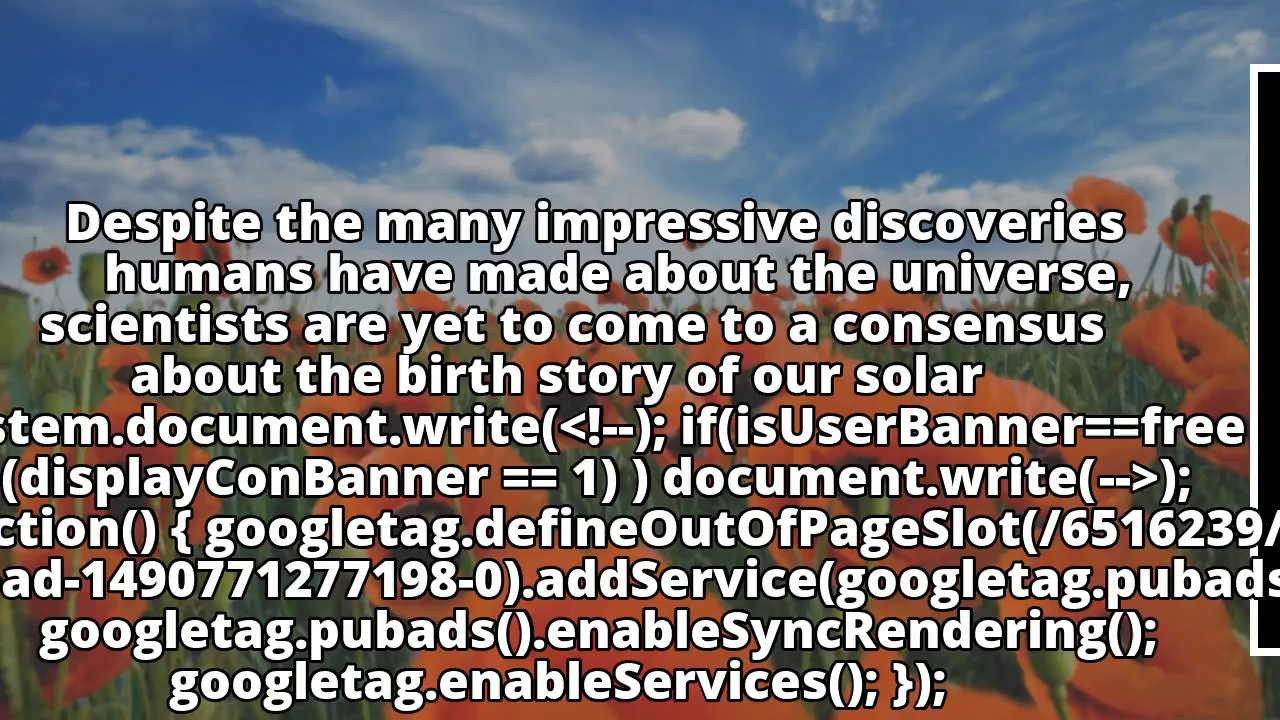 Despite the many impressive discoveries
humans have made about the universe,
scientists are yet to come to a consensus
about the birth story of our solar
stem.document.write(<!--); if(isUserBanner==free
(displayConBanner == 1) ) document.write(-->);
ction() { googletag.defineOutOfPageSlot(/6516239/
ad-1490771277198-0).addService(googletag.pubads
googletag.pubads().enableSyncRendering();
googletag.enableServices(); });